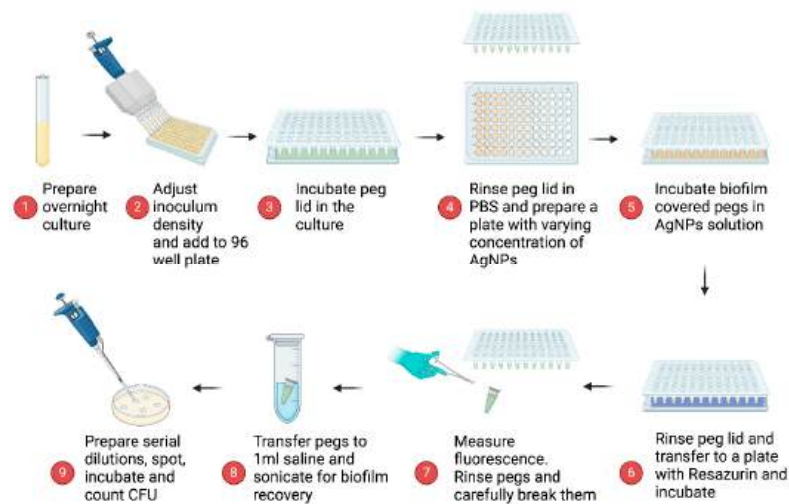 1
Prepare
overnight
culture
2
Adjust
inoculum
density
and add to 96
well plate
3
Incubate peg
lid in the
culture
4
Rinse peg lid in
PBS and prepare a
plate with varying
concentration of
AgNPs
5
Incubate biofilm
covered pegs in
AgNPs solution
6
Rinse peg lid and
transfer to a plate
with Resazurin and
incubate
7
Measure
fluorescence.
Rinse pegs and
carefully break them
8
Transfer pegs to
1ml saline and
sonicate for biofilm
recovery
9
Prepare serial
dilutions, spot,
incubate and
count CFU